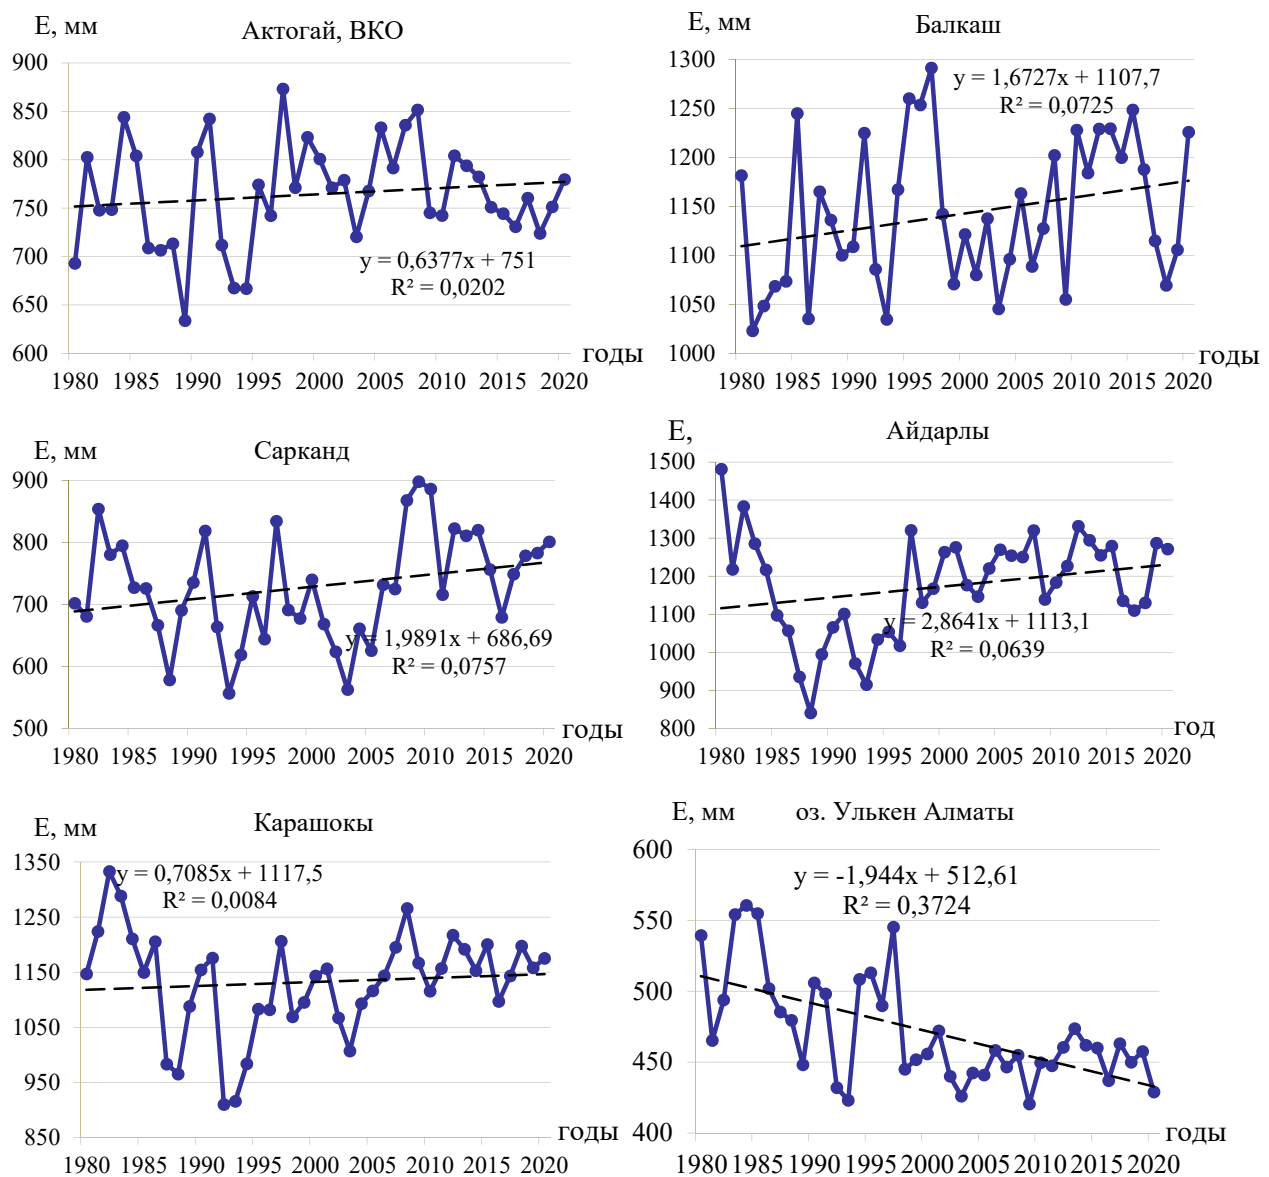 E, мм
Актогай, ВКО
900
850
800
750
700
650
600
y = 0,6377x + 751
R² = 0,0202
годы
1980 1985 1990 1995 2000 2005 2010 2015 2020
E, мм
Балкаш
1300
1250
1200
1150
1100
1050
1000
y = 1,6727x + 1107,7
R² = 0,0725
годы
1980 1985 1990 1995 2000 2005 2010 2015 2020
E, мм
Сарканд
900
800
700
600
500
y = 1,9891x + 686,69
R² = 0,0757
годы
1980 1985 1990 1995 2000 2005 2010 2015 2020
E,
Айдарлы
1500
1400
1300
1200
1100
1000
900
800
y = 2,8641x + 1113,1
R² = 0,0639
год
1980 1985 1990 1995 2000 2005 2010 2015 2020
E, мм
Карашокы
1350
1250
1150
1050
950
850
y = 0,7085x + 1117,5
R² = 0,0084
годы
1980 1985 1990 1995 2000 2005 2010 2015 2020
E, мм
оз. Улькен Алматы
600
550
500
450
400
y = -1,944x + 512,61
R² = 0,3724
годы
1980 1985 1990 1995 2000 2005 2010 2015 2020